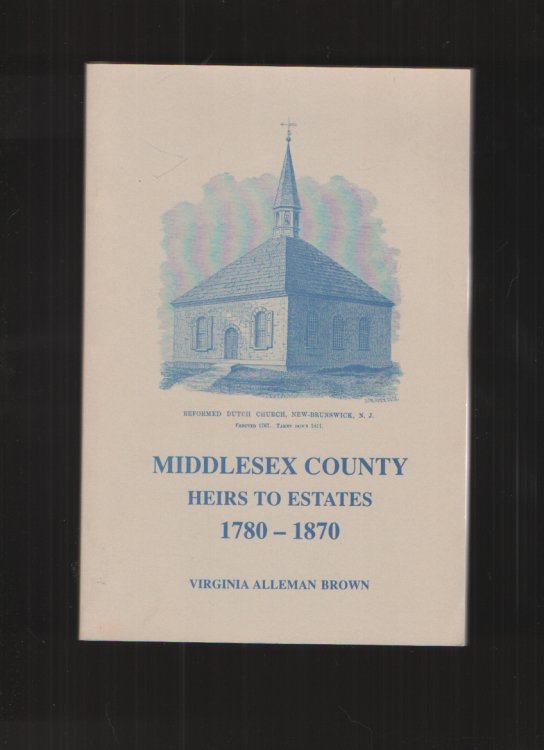 REFORMED DUTCH CHURCH, NEW-BRUNSWICK, N. J.
ERECTED 1767. TAKEN DOWN 1811.
MIDDLESEX COUNTY
HEIRS TO ESTATES
1780 – 1870
VIRGINIA ALLEMAN BROWN